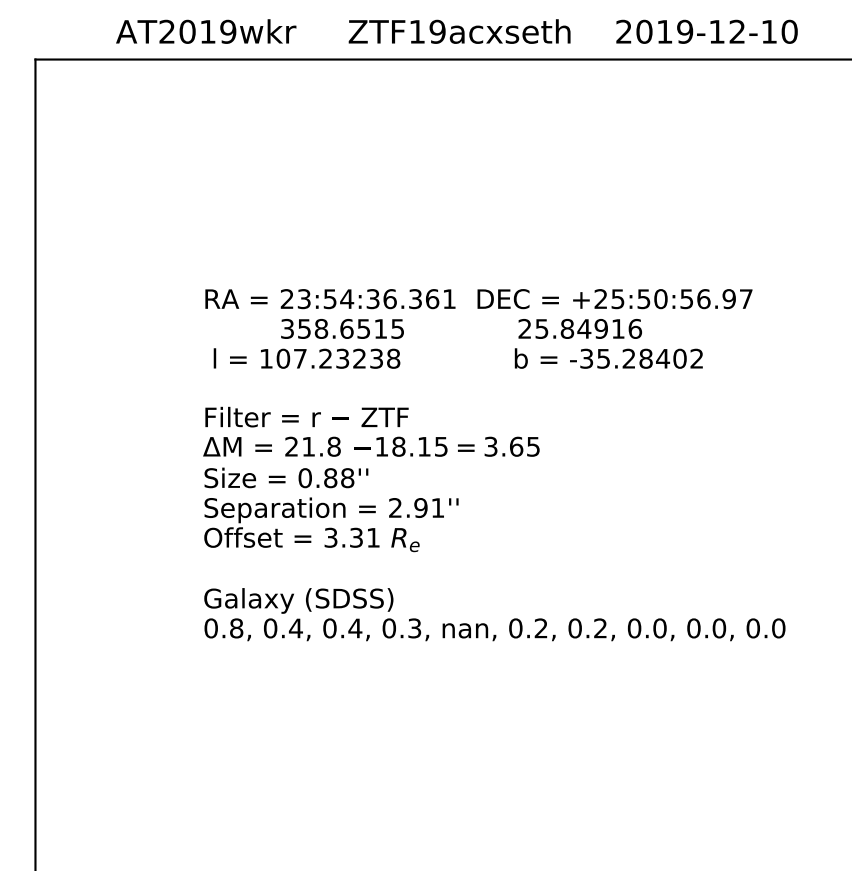 AT2019wkr ZTF19acxseth 2019-12-10
RA = 23:54:36.361 DEC = +25:50:56.97
358.6515 25.84916
l = 107.23238 b = -35.28402
Filter = r − ZTF
ΔM = 21.8 −18.15 = 3.65
Size = 0.88''
Separation = 2.91''
Offset = 3.31 Re
Galaxy (SDSS)
0.8, 0.4, 0.4, 0.3, nan, 0.2, 0.2, 0.0, 0.0, 0.0